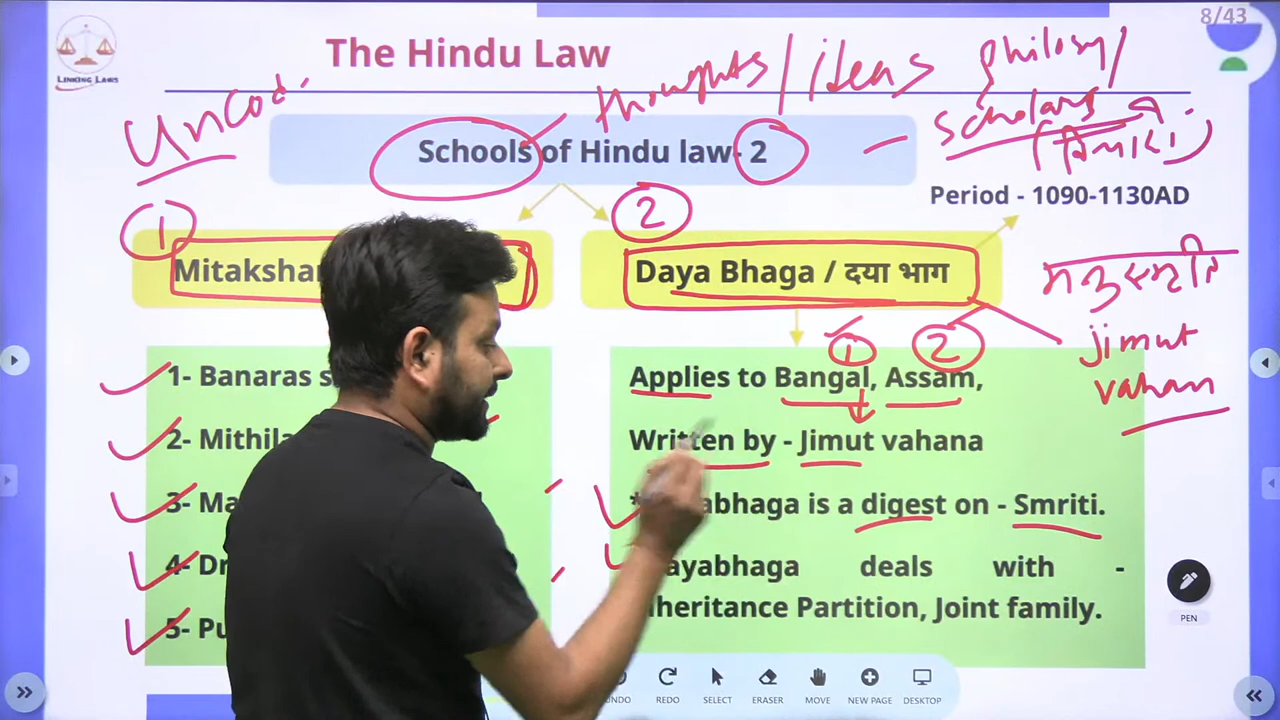 8/43
LINKING LAWS
The Hindu Law
thoughts / ideas
scholars
Uncod.
Schools of Hindu law- 2
Period - 1090-1130AD
1
2
Mitakshar
Daya Bhaga / दया भाग
मनुस्मृति
jimut
vahan
1- Banaras s
2- Mithila
3- Ma
4- Dr
5- Pu
1 2
Applies to Bangal, Assam,
Written by - Jimut vahana
abhaga is a digest on - Smriti.
ayabhaga deals with -
nheritance Partition, Joint family.
PEN
UNDO REDO SELECT ERASER MOVE NEW PAGE DESKTOP